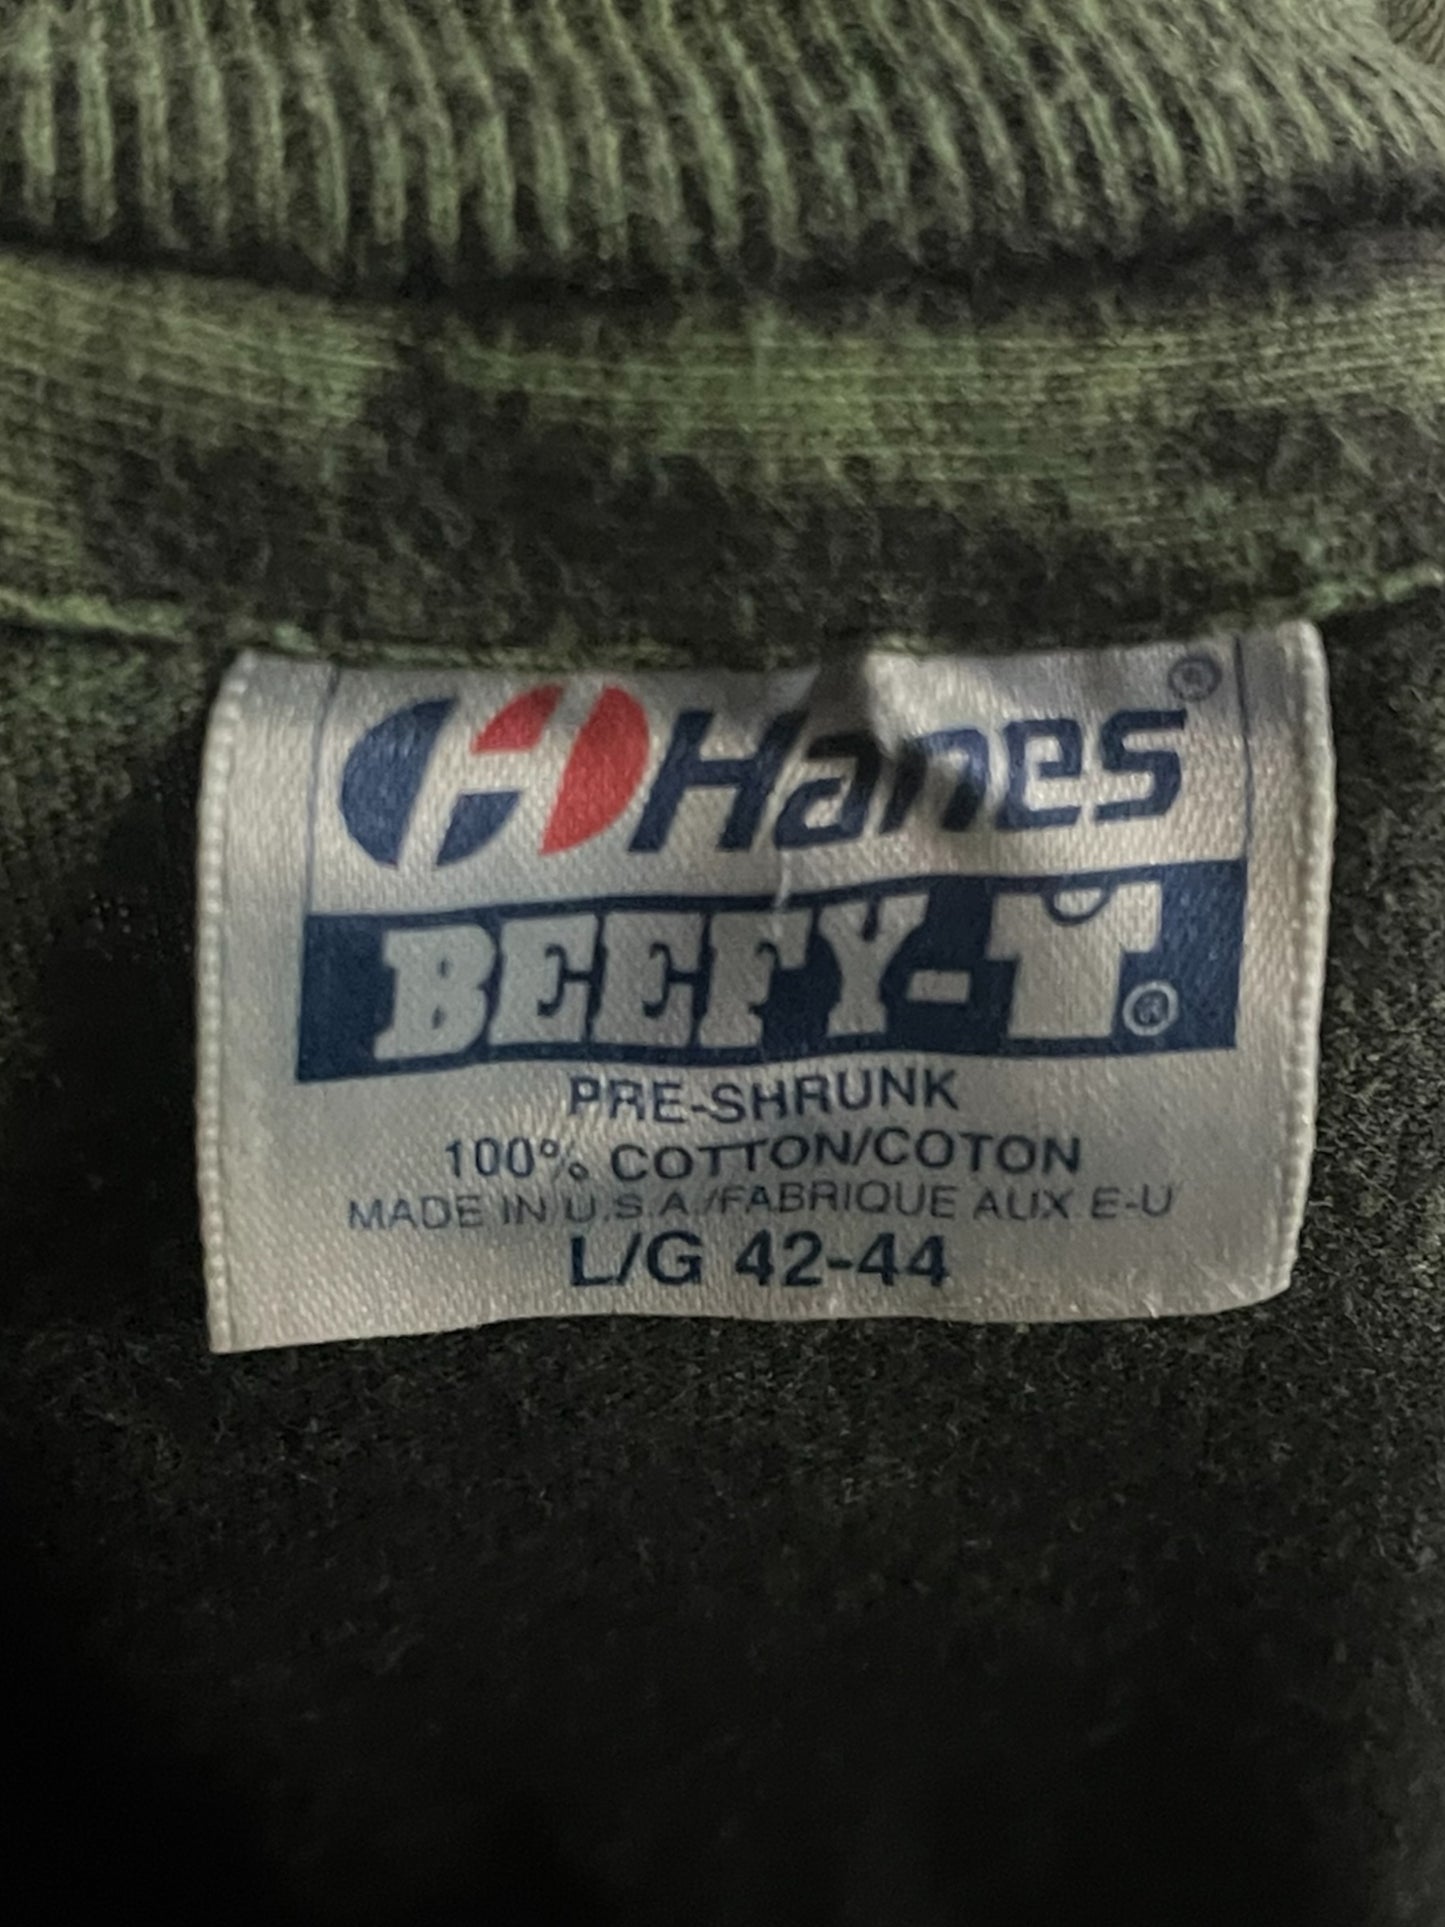 Hanes®
BEEFY-T®
PRE-SHRUNK
100% COTTON/COTON
MADE IN U.S.A./FABRIQUE AUX E-U
L/G 42-44